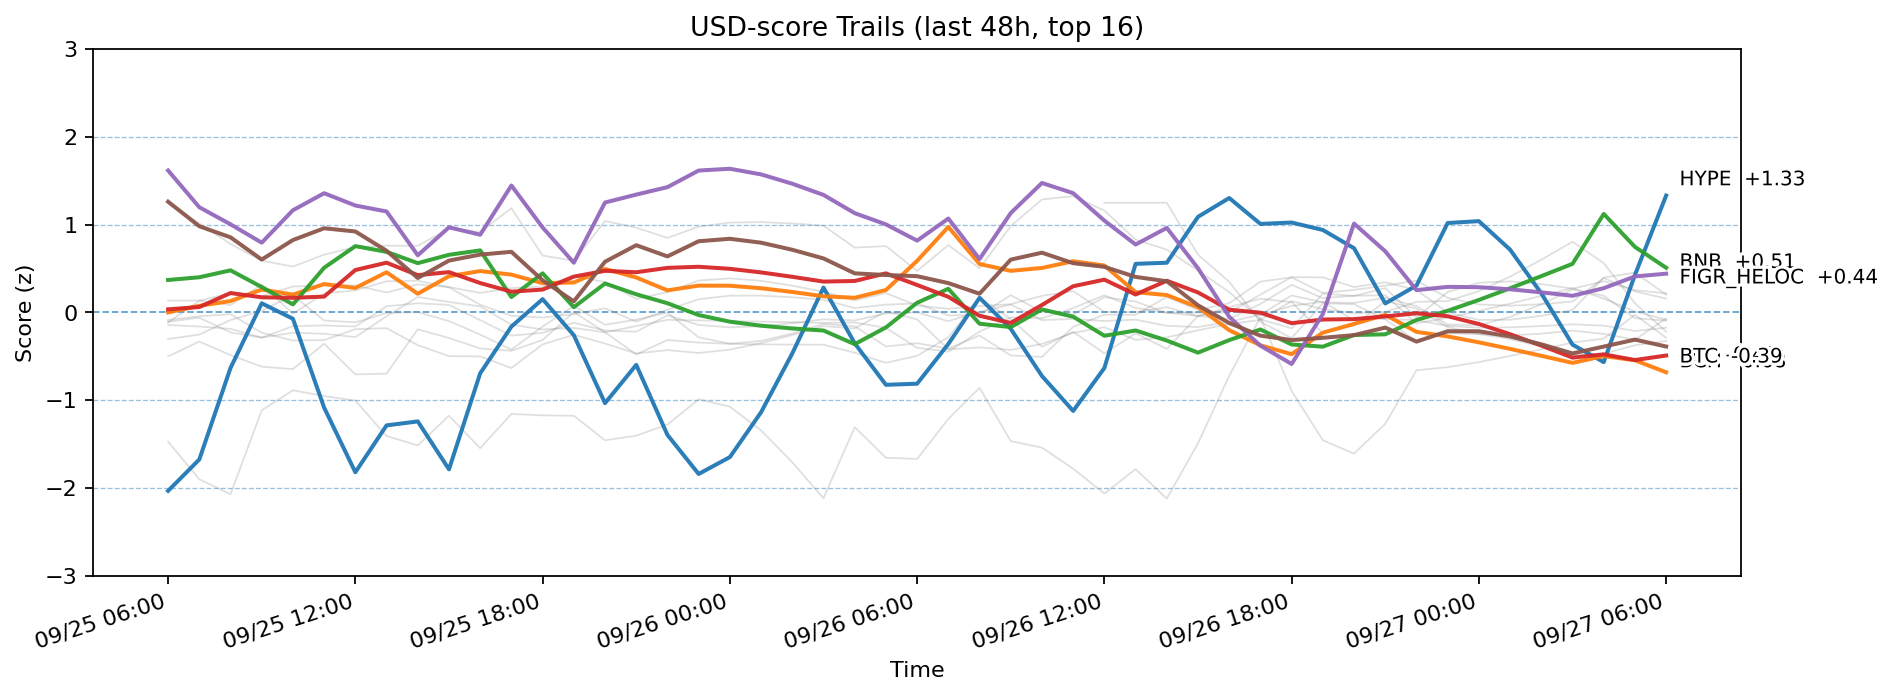 USD-score Trails (last 48h, top 16)
Score (z)
3
2
1
0
−1
−2
−3
HYPE +1.33
BNB +0.51
FIGR_HELOC +0.44
BTC -0.39
09/25 06:00
09/25 12:00
09/25 18:00
09/26 00:00
09/26 06:00
09/26 12:00
09/26 18:00
09/27 00:00
09/27 06:00
Time